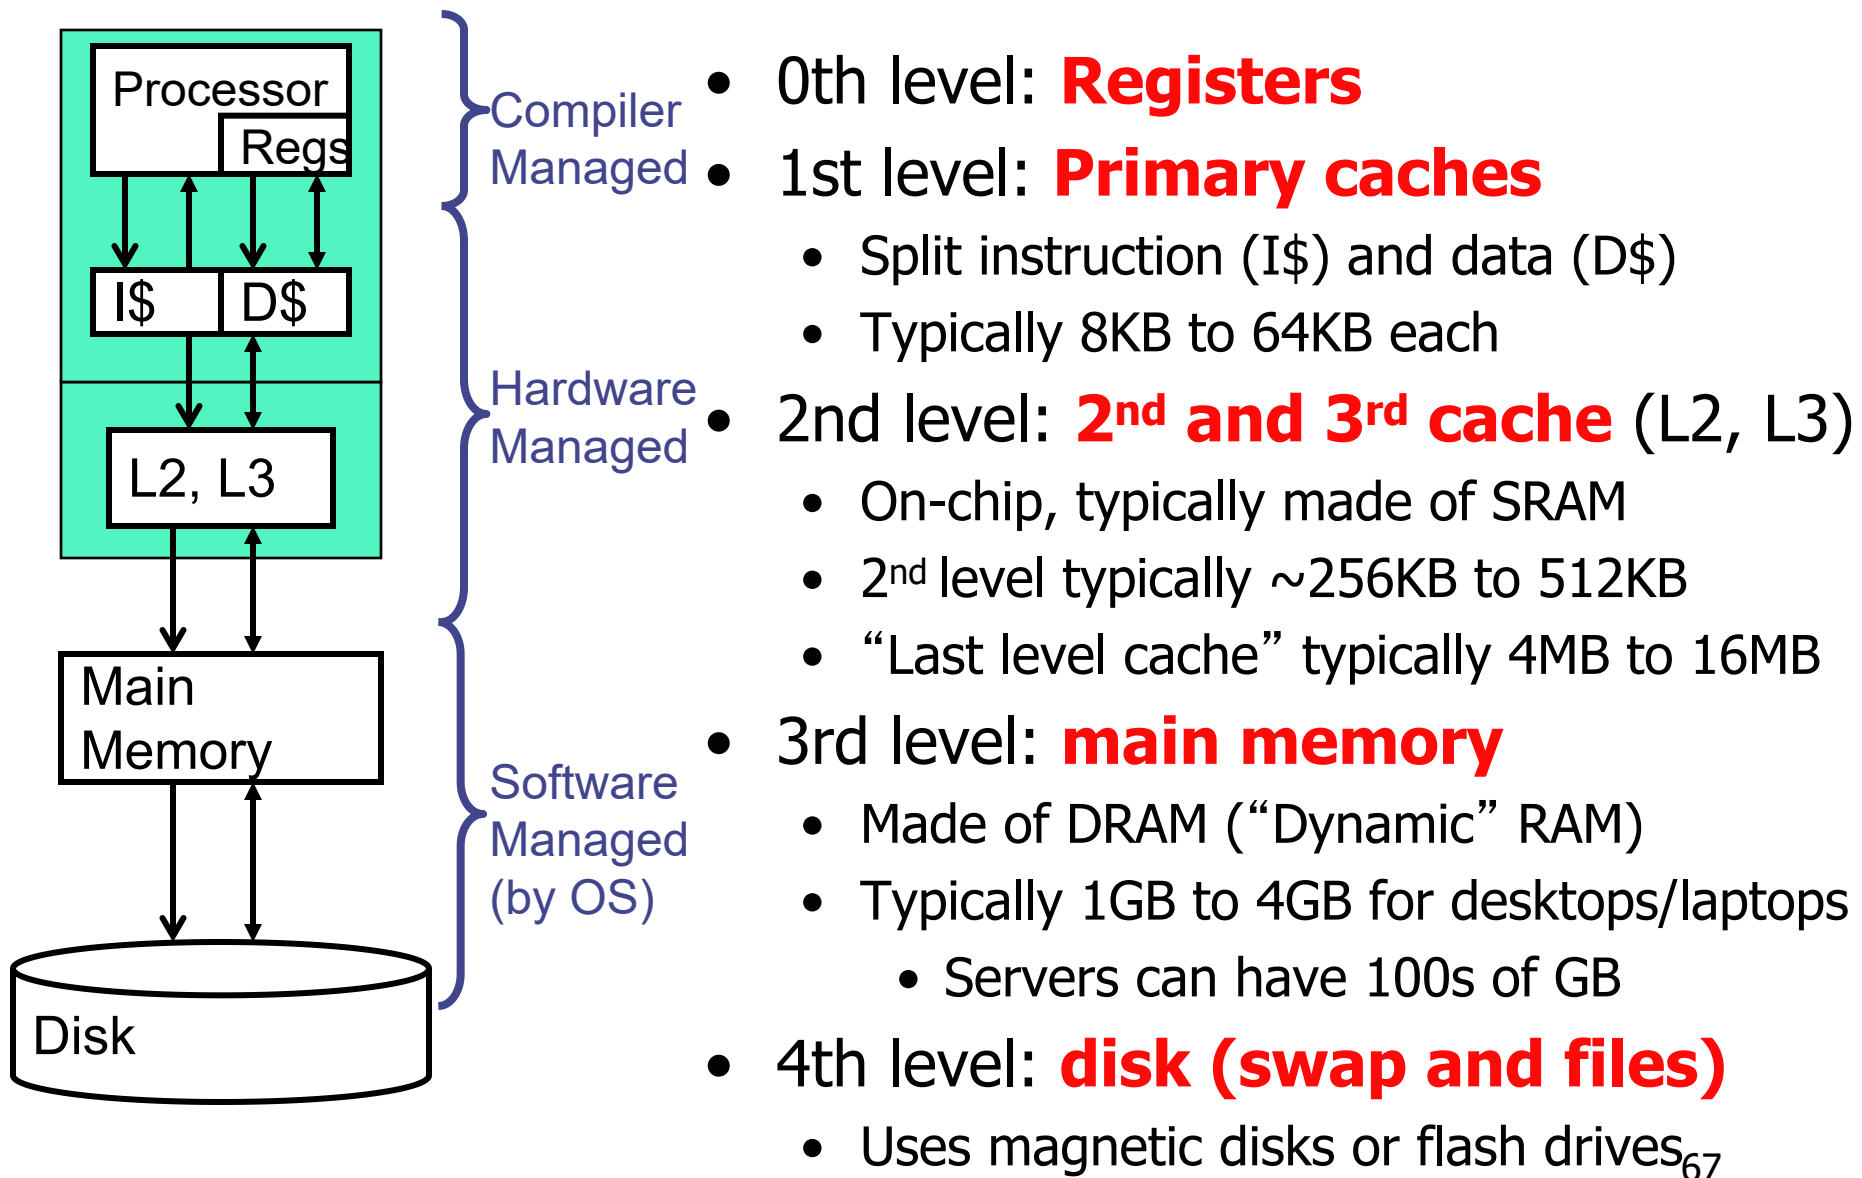 Processor
Regs
I$
D$
L2, L3
Main
Memory
Disk
Compiler
Managed
Hardware
Managed
Software
Managed
(by OS)
• 0th level: Registers
• 1st level: Primary caches
• Split instruction (I$) and data (D$)
• Typically 8KB to 64KB each
• 2nd level: 2nd and 3rd cache (L2, L3)
• On-chip, typically made of SRAM
• 2nd level typically ~256KB to 512KB
• “Last level cache” typically 4MB to 16MB
• 3rd level: main memory
• Made of DRAM (“Dynamic” RAM)
• Typically 1GB to 4GB for desktops/laptops
• Servers can have 100s of GB
• 4th level: disk (swap and files)
• Uses magnetic disks or flash drives
67